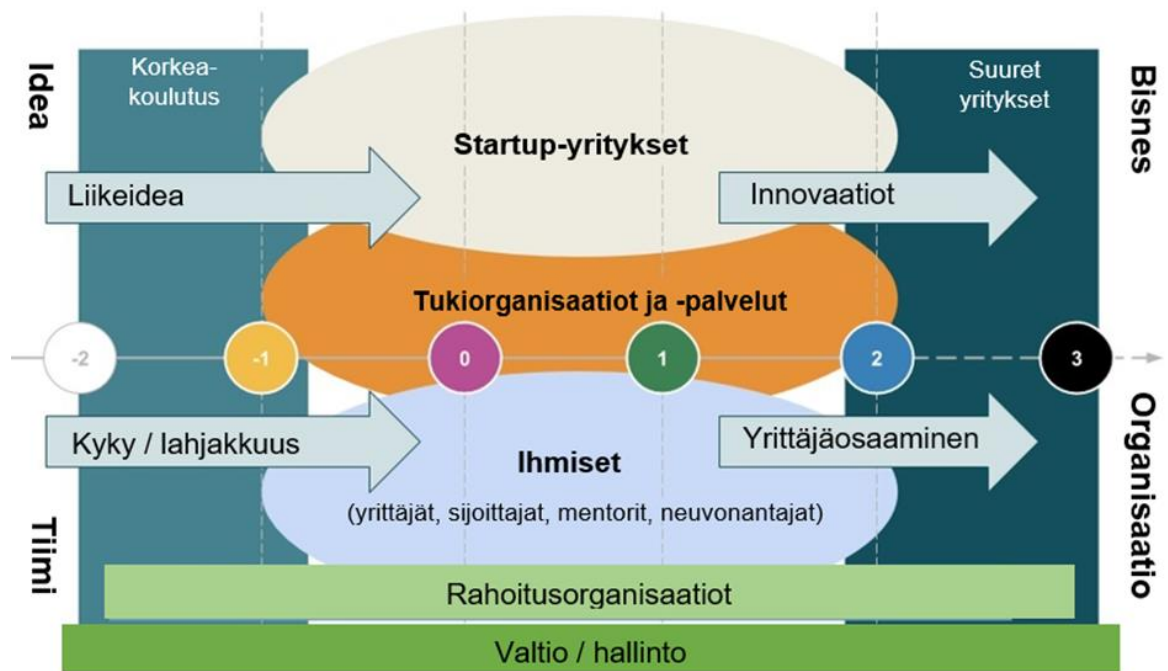 Idea
Korkea-
koulutus
Suuret
yritykset
Bisnes
Startup-yritykset
Liikeidea
Innovaatiot
Tukiorganisaatiot ja -palvelut
-2
-1
0
1
2
3
Kyky / lahjakkuus
Yrittäjäosaaminen
Ihmiset
(yrittäjät, sijoittajat, mentorit, neuvonantajat)
Tiimi
Organisaatio
Rahoitusorganisaatiot
Valtio / hallinto